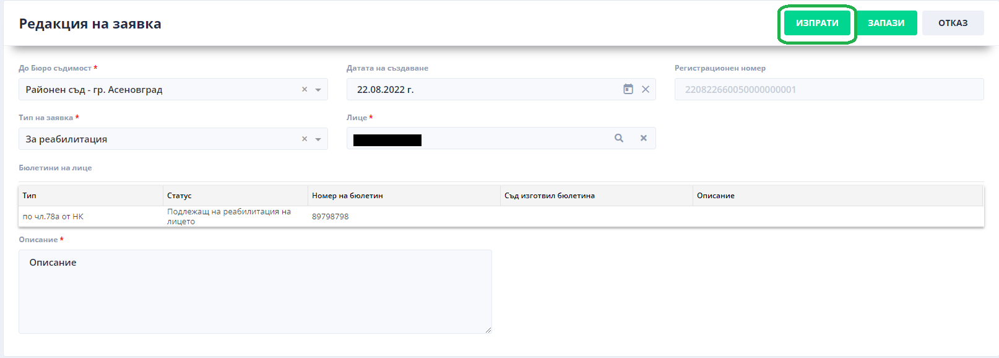 Редакция на заявка
ИЗПРАТИ ЗАПАЗИ ОТКАЗ
До Бюро съдимост * Датата на създаване Регистрационен номер
Районен съд - гр. Асеновград 22.08.2022 г. 220822660050000000001
Тип на заявка * Лице *
За реабилитация
Бюлетини на лице
Тип Статус Номер на бюлетин Съд изготвил бюлетина Описание
по чл.78а от НК Подлежащ на реабилитация на лицето 89798798
Описание *
Описание